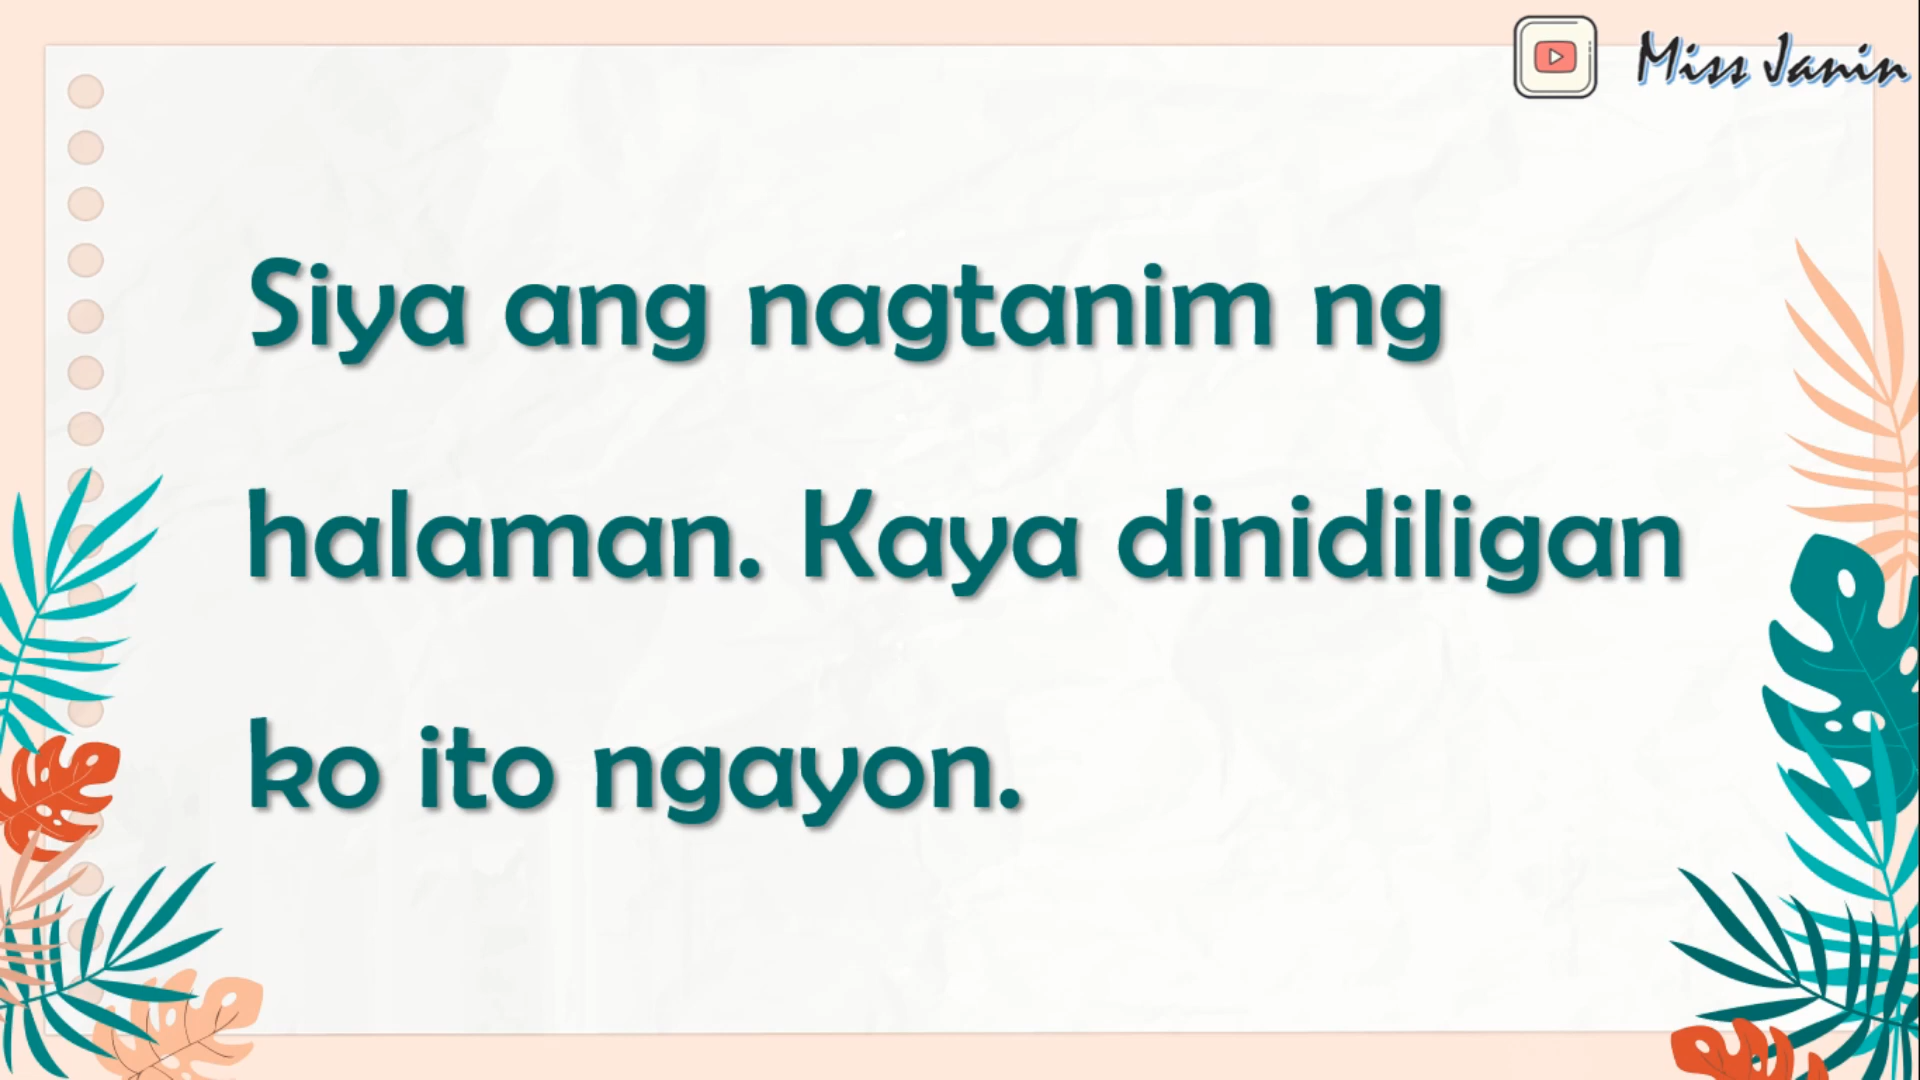 Miss Janin
Siya ang nagtanim ng
halaman. Kaya dinidiligan
ko ito ngayon.